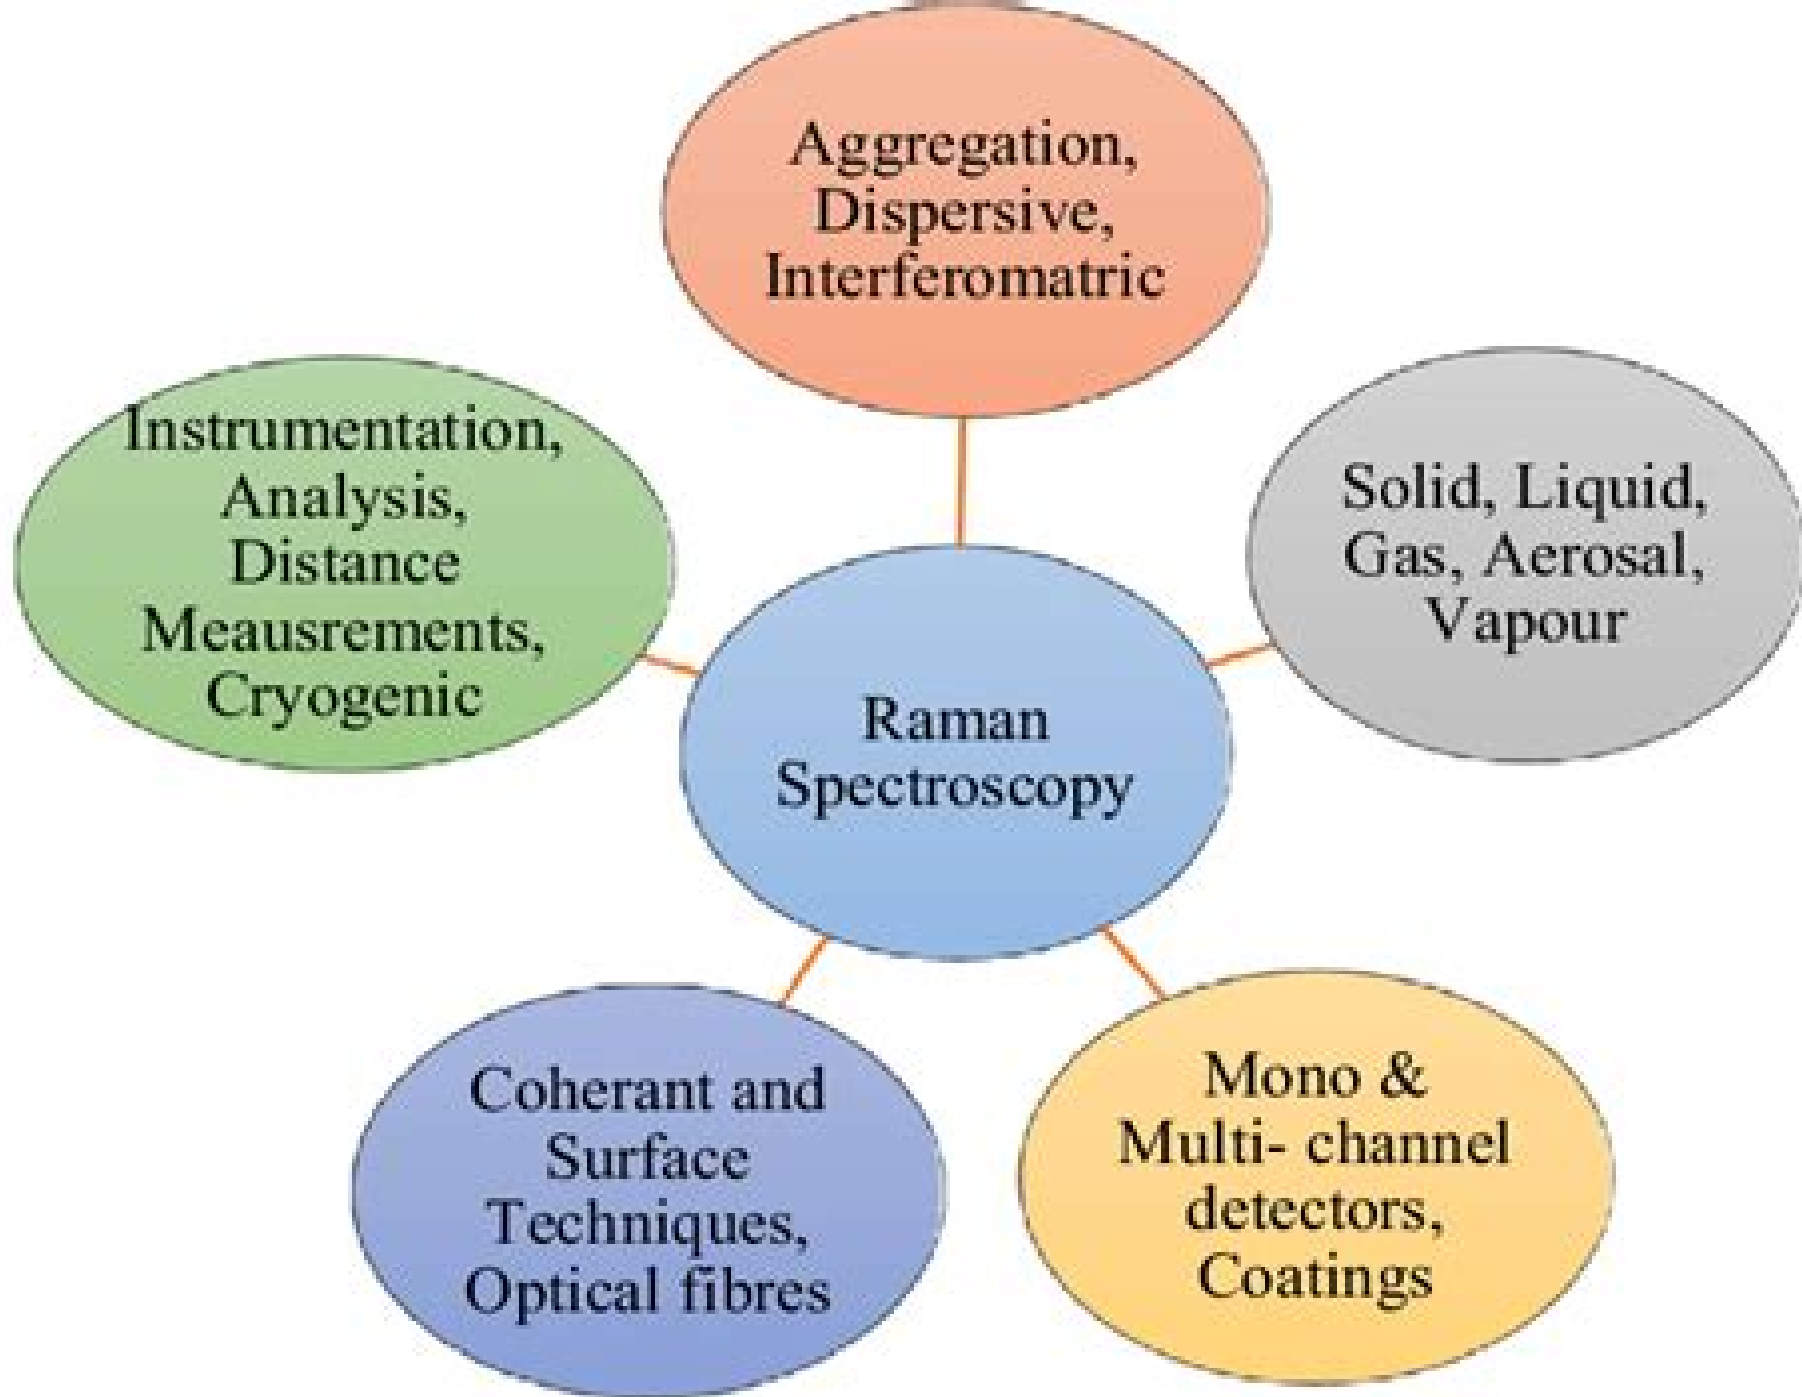 Aggregation,
Dispersive,
Interferomatric
Solid, Liquid,
Gas, Aerosal,
Vapour
Mono &
Multi- channel
detectors,
Coatings
Coherant and
Surface
Techniques,
Optical fibres
Instrumentation,
Analysis,
Distance
Meausrements,
Cryogenic
Raman
Spectroscopy